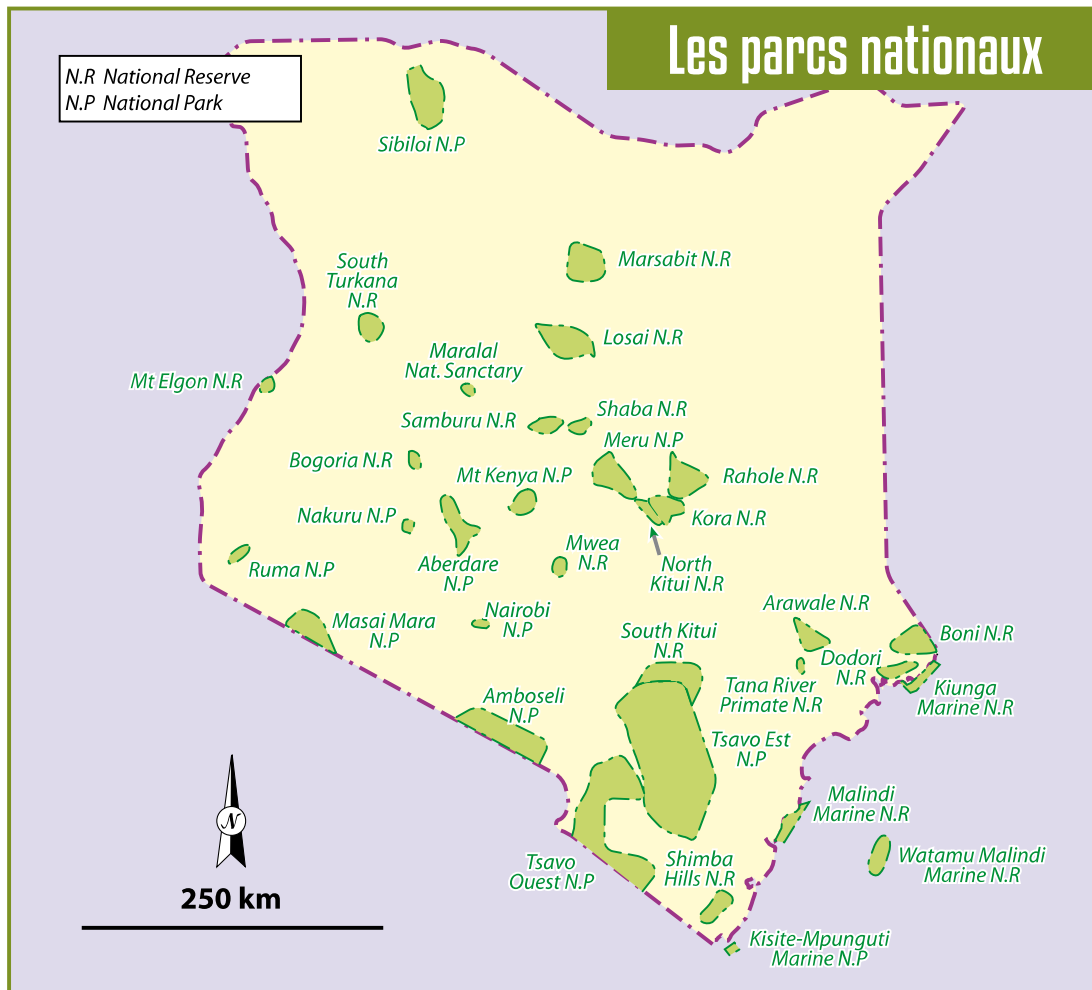 Les parcs nationaux
N.R National Reserve
N.P National Park
Sibiloi N.P
Marsabit N.R
South
Turkana
N.R
Losai N.R
Maralal
Nat. Sanctary
Mt Elgon N.R
Samburu N.R
Shaba N.R
Meru N.P
Bogoria N.R
Mt Kenya N.P
Rahole N.R
Nakuru N.P
Kora N.R
Ruma N.P
Aberdare
N.P
Mwea
N.R
North
Kitui N.R
Masai Mara
N.P
Nairobi
N.P
South Kitui
N.R
Arawale N.R
Boni N.R
Dodori
N.R
Tana River
Primate N.R
Kiunga
Marine N.R
Amboseli
N.P
Tsavo Est
N.P
Malindi
Marine N.R
Watamu Malindi
Marine N.R
Tsavo
Ouest N.P
Shimba
Hills N.R
Kisite-Mpunguti
Marine N.P
N
250 km